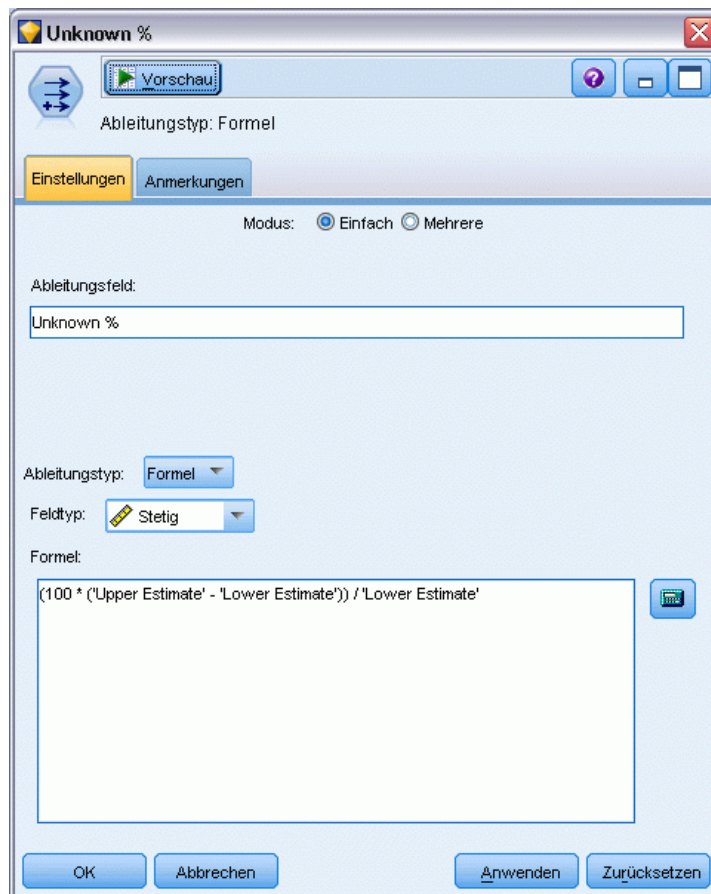 Unknown %
Vorschau
Ableitungstyp: Formel
Einstellungen Anmerkungen
Modus: Einfach Mehrere
Ableitungsfeld:
Unknown %
Ableitungstyp: Formel
Feldtyp: Stetig
Formel:
(100 * ('Upper Estimate' - 'Lower Estimate')) / 'Lower Estimate'
OK Abbrechen Anwenden Zurücksetzen